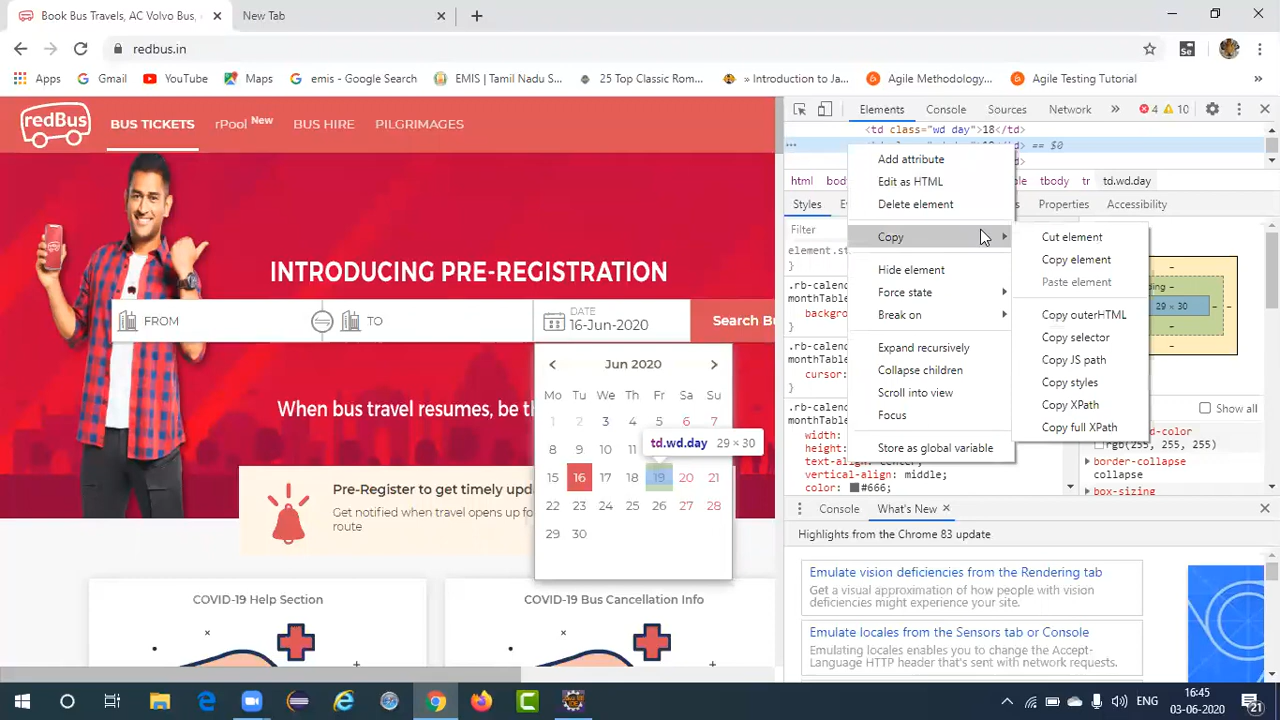 Book Bus Travels, AC Volvo Bus,
New Tab
redbus.in
Apps
Gmail
YouTube
Maps
emis - Google Search
EMIS | Tamil Nadu S...
25 Top Classic Rom...
» Introduction to Ja...
Agile Methodology...
Agile Testing Tutorial
»
redBus
BUS TICKETS
rPool New
BUS HIRE
PILGRIMAGES
INTRODUCING PRE-REGISTRATION
FROM
TO
DATE
16-Jun-2020
Search Bu
When bus travel resumes, be th
Jun 2020
Mo Tu We Th Fr Sa Su
1 2 3 4 5 6 7
8 9 10 11
15 16 17 18 19 20 21
22 23 24 25 26 27 28
29 30
td.wd.day 29 × 30
Pre-Register to get timely upd
Get notified when travel opens up fo
route
COVID-19 Help Section
COVID-19 Bus Cancellation Info
Elements
Console
Sources
Network
»
4
10
<td class="wd day">18</td>
== $0
html
tbody
tr
td.wd.day
Styles
Properties
Accessibility
Filter
element.st
}
.rb-calen
monthTable
backgro
}
cursor:
.rb-calen
width:
height:
text-align: center;
vertical-align: middle;
color: #666;
Add attribute
Edit as HTML
Delete element
Copy
Hide element
Force state
Break on
Expand recursively
Collapse children
Scroll into view
Focus
Store as global variable
Cut element
Copy element
Paste element
Copy outerHTML
Copy selector
Copy JS path
Copy styles
Copy XPath
Copy full XPath
29 × 30
Show all
rgb(255, 255, 255)
border-collapse
collapse
box-sizing
Console
What's New
Highlights from the Chrome 83 update
Emulate vision deficiencies from the Rendering tab
Get a visual approximation of how people with vision
deficiencies might experience your site.
Emulate locales from the Sensors tab or Console
Emulating locales enables you to change the Accept-
Language HTTP header that's sent with network requests.
ENG
16:45
03-06-2020
21